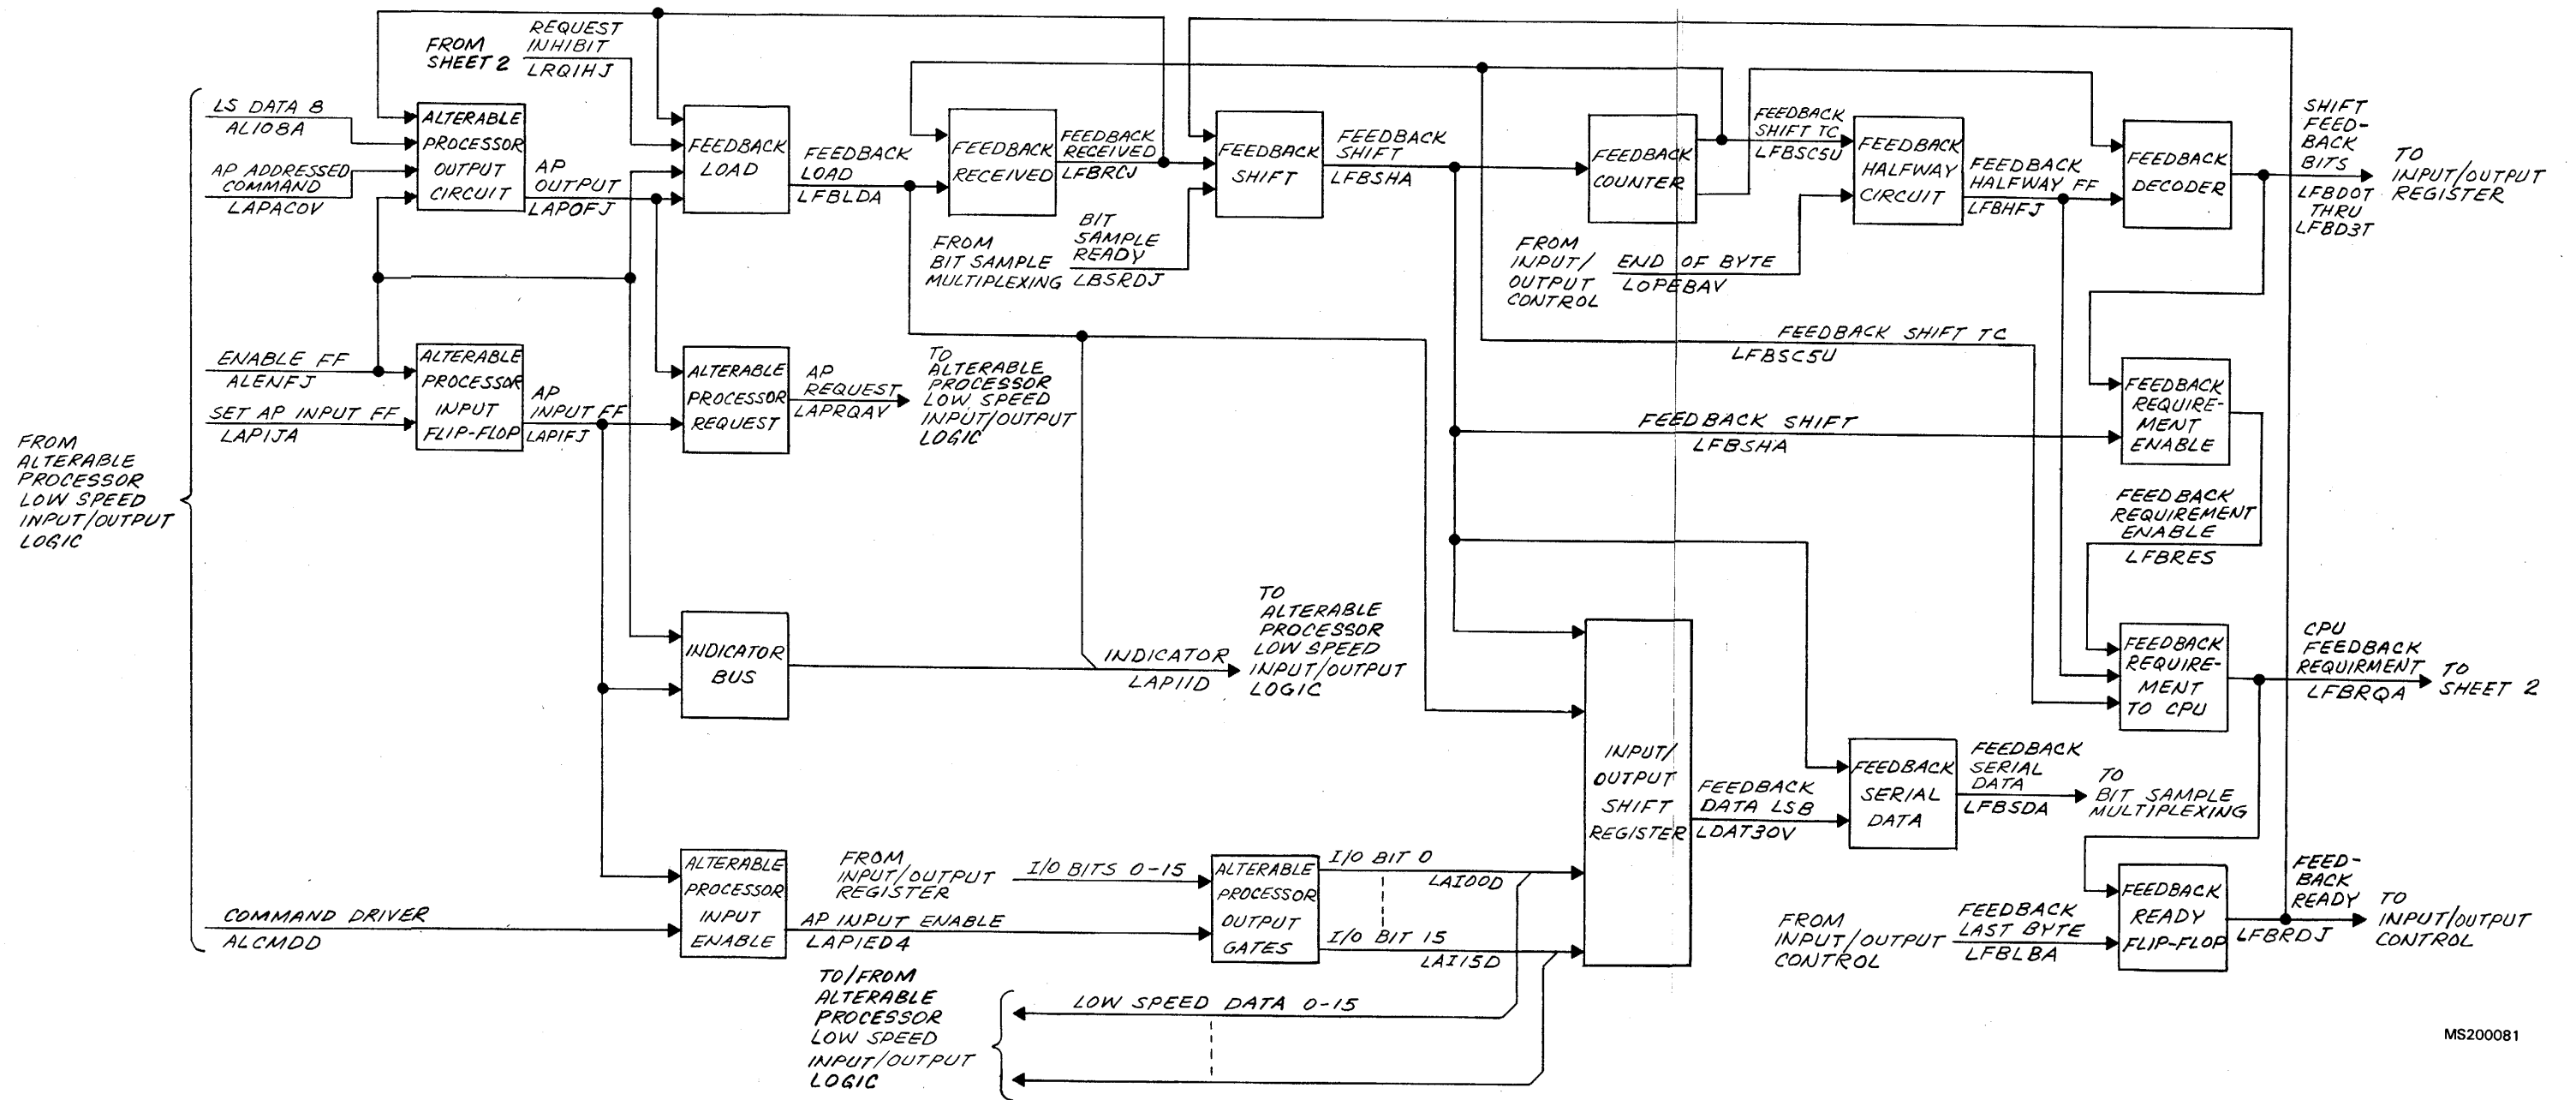 FROM
SHEET 2
REQUEST
INHIBIT
LRQIHJ
LS DATA 8
ALIO8A
AP ADDRESSED
COMMAND
LAPACOV
ALTERABLE
PROCESSOR
OUTPUT
CIRCUIT
AP
OUTPUT
LAPOFJ
FEEDBACK
LOAD
FEEDBACK
LOAD
LFBLDA
FEEDBACK
RECEIVED
FEEDBACK
RECEIVED
LFBRCJ
FROM
BIT SAMPLE
MULTIPLEXING
BIT
SAMPLE
READY
LBSRDJ
FEEDBACK
SHIFT
FEEDBACK
SHIFT
LFBSHA
FEEDBACK
COUNTER
FEEDBACK
SHIFT TC
LFBSC5U
FROM
INPUT/
OUTPUT
CONTROL
END OF BYTE
LOPEBAV
FEEDBACK
HALFWAY
CIRCUIT
FEEDBACK
HALFWAY FF
LFBHFJ
FEEDBACK
DECODER
SHIFT
FEED-
BACK
BITS
LFBDOT
THRU
LFBD3T
TO
INPUT/OUTPUT
REGISTER
FROM
ALTERABLE
PROCESSOR
LOW SPEED
INPUT/OUTPUT
LOGIC
ENABLE FF
ALENFJ
SET AP INPUT FF
LAPIJA
ALTERABLE
PROCESSOR
INPUT
FLIP-FLOP
AP
INPUT FF
LAPIFJ
ALTERABLE
PROCESSOR
REQUEST
AP
REQUEST
LAPRQAV
TO
ALTERABLE
PROCESSOR
LOW SPEED
INPUT/OUTPUT
LOGIC
FEEDBACK SHIFT TC
LFBSC5U
FEEDBACK SHIFT
LFBSHA
FEEDBACK
REQUIRE-
MENT
ENABLE
FEEDBACK
REQUIREMENT
ENABLE
LFBRES
INDICATOR
BUS
INDICATOR
LAPIID
TO
ALTERABLE
PROCESSOR
LOW SPEED
INPUT/OUTPUT
LOGIC
FEEDBACK
REQUIRE-
MENT
TO CPU
CPU
FEEDBACK
REQUIRMENT
LFBRQA
TO
SHEET 2
INPUT/
OUTPUT
SHIFT
REGISTER
FEEDBACK
DATA LSB
LDAT30V
FEEDBACK
SERIAL
DATA
FEEDBACK
SERIAL
DATA
LFBSDA
TO
BIT SAMPLE
MULTIPLEXING
COMMAND DRIVER
ALCMDD
ALTERABLE
PROCESSOR
INPUT
ENABLE
FROM
INPUT/OUTPUT
REGISTER
I/O BITS 0-15
AP INPUT ENABLE
LAPIED4
ALTERABLE
PROCESSOR
OUTPUT
GATES
I/O BIT 0
LAI00D
I/O BIT 15
LAI15D
FROM
INPUT/OUTPUT
CONTROL
FEEDBACK
LAST BYTE
LFBLBA
FEEDBACK
READY
FLIP-FLOP
FEED-
BACK
READY
LFBRDJ
TO
INPUT/OUTPUT
CONTROL
TO/FROM
ALTERABLE
PROCESSOR
LOW SPEED
INPUT/OUTPUT
LOGIC
LOW SPEED DATA 0-15
MS200081